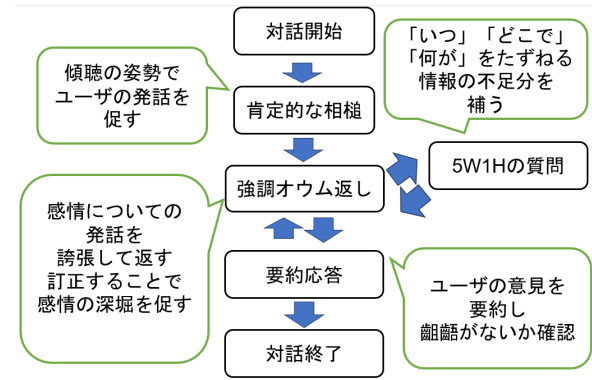 対話開始
「いつ」「どこで」
「何が」をたずねる
情報の不足分を
補う
傾聴の姿勢で
ユーザの発話を
促す
肯定的な相槌
5W1Hの質問
強調オウム返し
感情についての
発話を
誇張して返す
訂正することで
感情の深堀を促す
要約応答
ユーザの意見を
要約し
齟齬がないか確認
対話終了